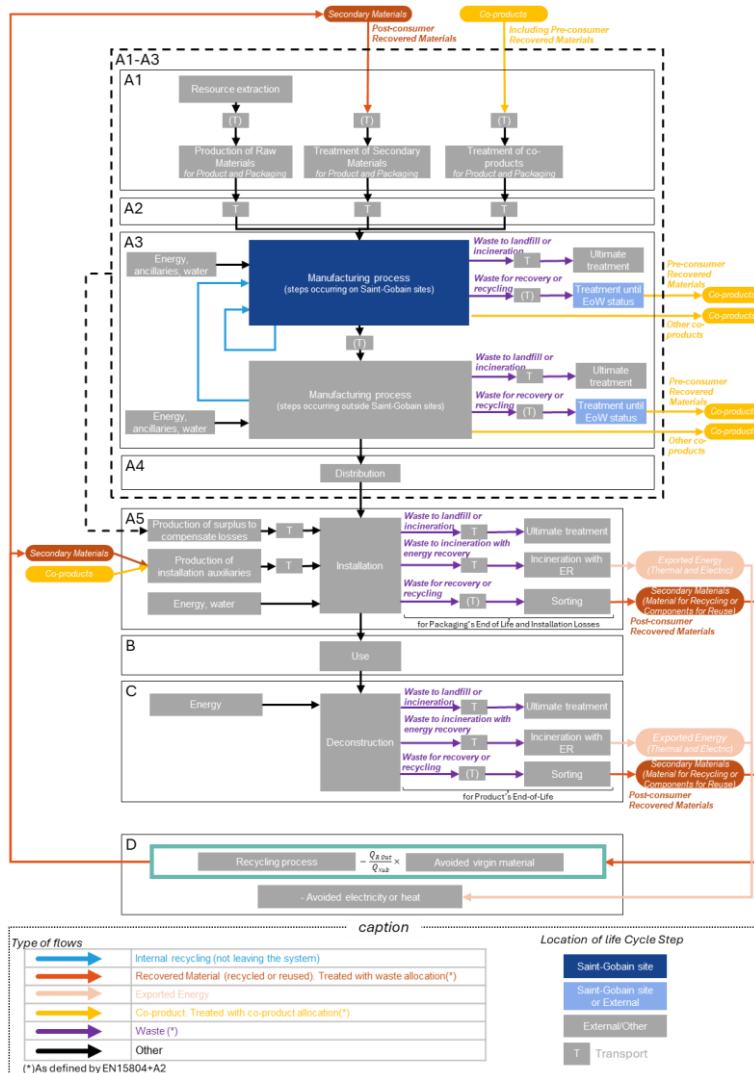 Secondary Materials
Co-products
Post-consumer
Recovered Materials
Including Pre-consumer
Recovered Materials
A1-A3
A1
Resource extraction
(T)
(T)
(T)
Production of Raw
Materials
for Product and Packaging
Treatment of Secondary
Materials
for Product and Packaging
Treatment of co-
products
for Product and Packaging
A2
T
T
T
A3
Energy,
ancillaries, water
Manufacturing process
(steps occurring on Saint-Gobain sites)
Waste to landfill or
incineration
T
Ultimate
treatment
Waste for recovery or
recycling
(T)
Treatment until
EoW status
Pre-consumer
Recovered
Materials
Co-products
Co-products
Other co-
products
(T)
Manufacturing process
(steps occurring outside Saint-Gobain sites)
Energy,
ancillaries, water
Waste to landfill or
incineration
T
Ultimate
treatment
Waste for recovery or
recycling
(T)
Treatment until
EoW status
Pre-consumer
Recovered
Materials
Co-products
Co-products
Other co-
products
A4
Distribution
A5
Production of surplus to
compensate losses
T
Secondary Materials
Co-products
Production of
installation auxiliaries
T
Energy, water
Installation
Waste to landfill or
incineration
T
Ultimate treatment
Waste to incineration with
energy recovery
T
Incineration with
ER
Waste for recovery or
recycling
(T)
Sorting
for Packaging's End of Life and Installation Losses
Exported Energy
(Thermal and Electric)
Secondary Materials
(Material for Recycling or
Components for Reuse)
Post-consumer
Recovered Materials
B
Use
C
Energy
Deconstruction
Waste to landfill or
incineration
T
Ultimate treatment
Waste to incineration with
energy recovery
T
Incineration with
ER
Waste for recovery or
recycling
(T)
Sorting
for Product's End-of-Life
Exported Energy
(Thermal and Electric)
Secondary Materials
(Material for Recycling or
Components for Reuse)
Post-consumer
Recovered Materials
D
Recycling process
− Q_R Out / Q_Sub ×
Avoided virgin material
- Avoided electricity or heat
caption
Type of flows
Internal recycling (not leaving the system)
Recovered Material (recycled or reused). Treated with waste allocation(*)
Exported Energy
Co-product. Treated with co-product allocation(*)
Waste (*)
Other
(*)As defined by EN15804+A2
Location of life Cycle Step
Saint-Gobain site
Saint-Gobain site
or External
External/Other
T
Transport